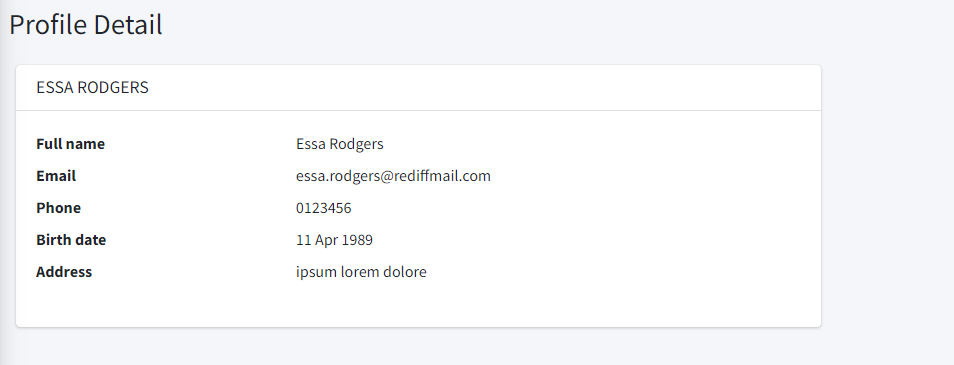 Profile Detail
ESSA RODGERS
Full name Essa Rodgers
Email essa.rodgers@rediffmail.com
Phone 0123456
Birth date 11 Apr 1989
Address ipsum lorem dolore